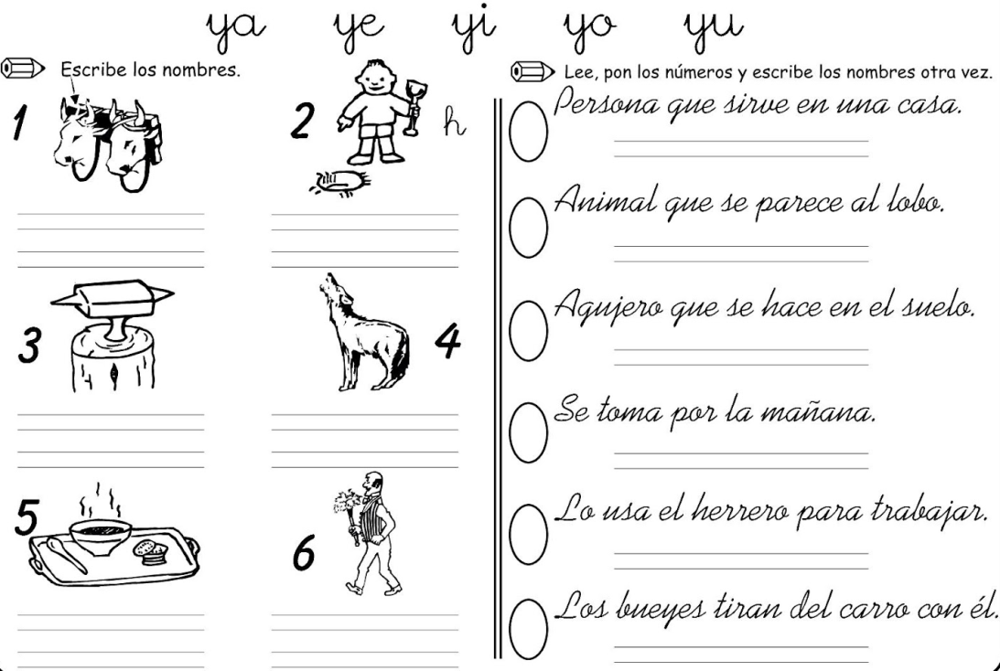 ya ye yi yo yu
Escribe los nombres.
1
2
h
3
4
5
6
Lee, pon los números y escribe los nombres otra vez.
Persona que sirve en una casa.
Animal que se parece al lobo.
Agujero que se hace en el suelo.
Se toma por la mañana.
Lo usa el herrero para trabajar.
Los bueyes tiran del carro con él.